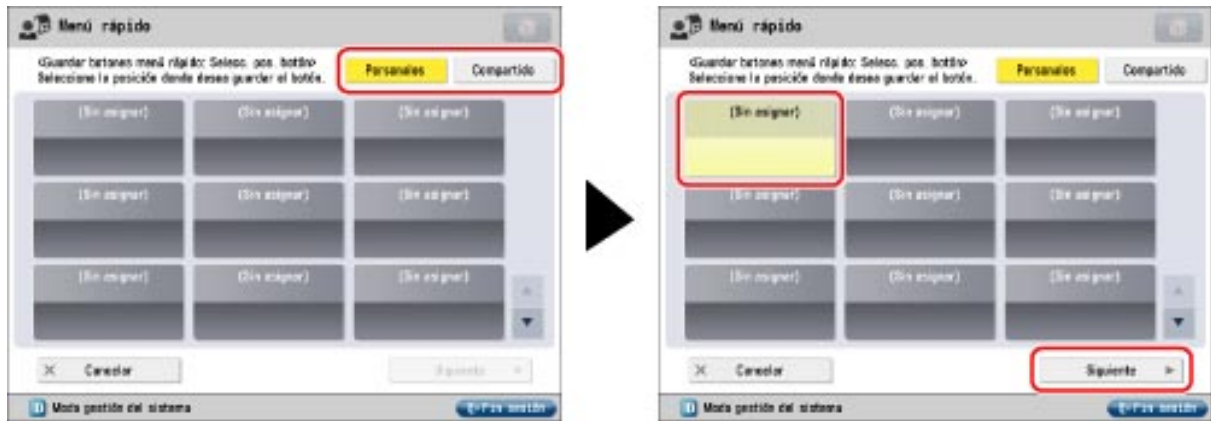 Menú rápido
<Guardar botones menú rápido: Selecc. pos. botón>
Seleccione la posición donde desea guardar el botón.
Personales Compartido
(Sin asignar) (Sin asignar) (Sin asignar)
(Sin asignar) (Sin asignar) (Sin asignar)
(Sin asignar) (Sin asignar) (Sin asignar)
Cancelar Siguiente
Modo gestión del sistema Fin sesión
Menú rápido
<Guardar botones menú rápido: Selecc. pos. botón>
Seleccione la posición donde desea guardar el botón.
Personales Compartido
(Sin asignar) (Sin asignar) (Sin asignar)
(Sin asignar) (Sin asignar) (Sin asignar)
(Sin asignar) (Sin asignar) (Sin asignar)
Cancelar Siguiente
Modo gestión del sistema Fin sesión